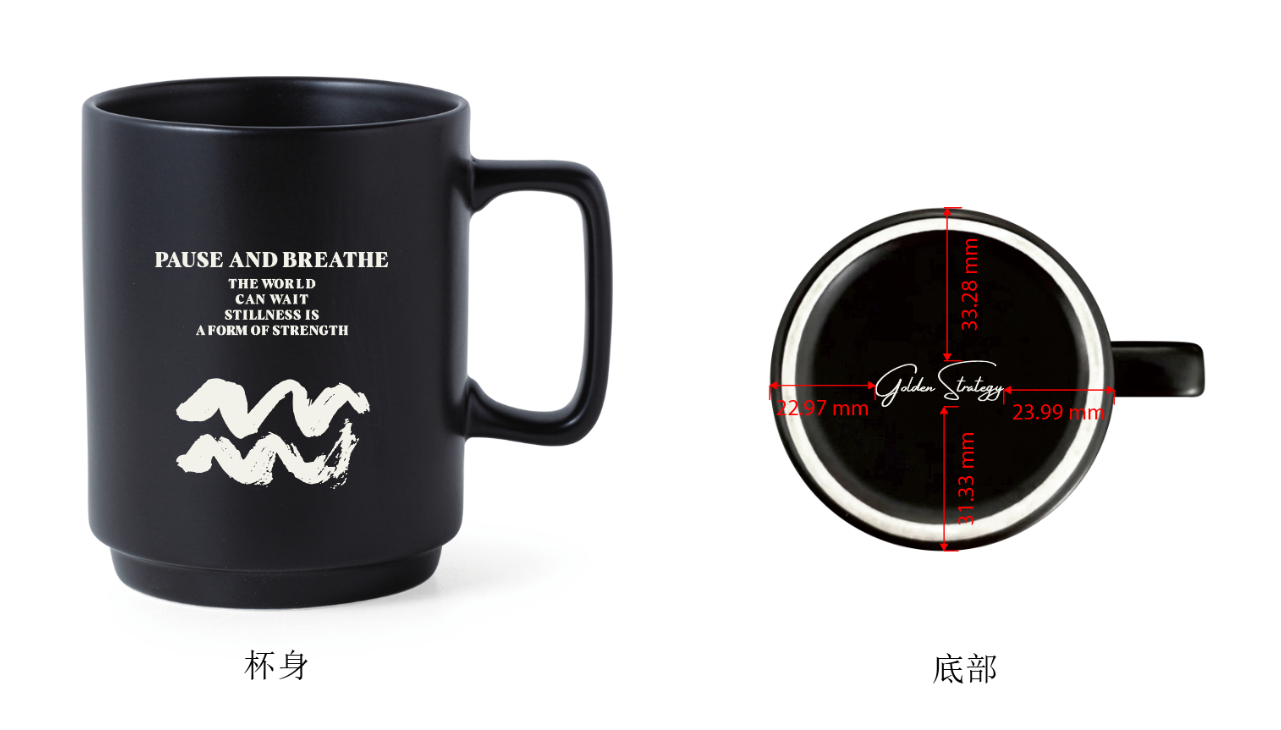 PAUSE AND BREATHE
THE WORLD
CAN WAIT
STILLNESS IS
A FORM OF STRENGTH
杯身
33.28 mm
Golden Strategy
22.97 mm
23.99 mm
31.33 mm
底部